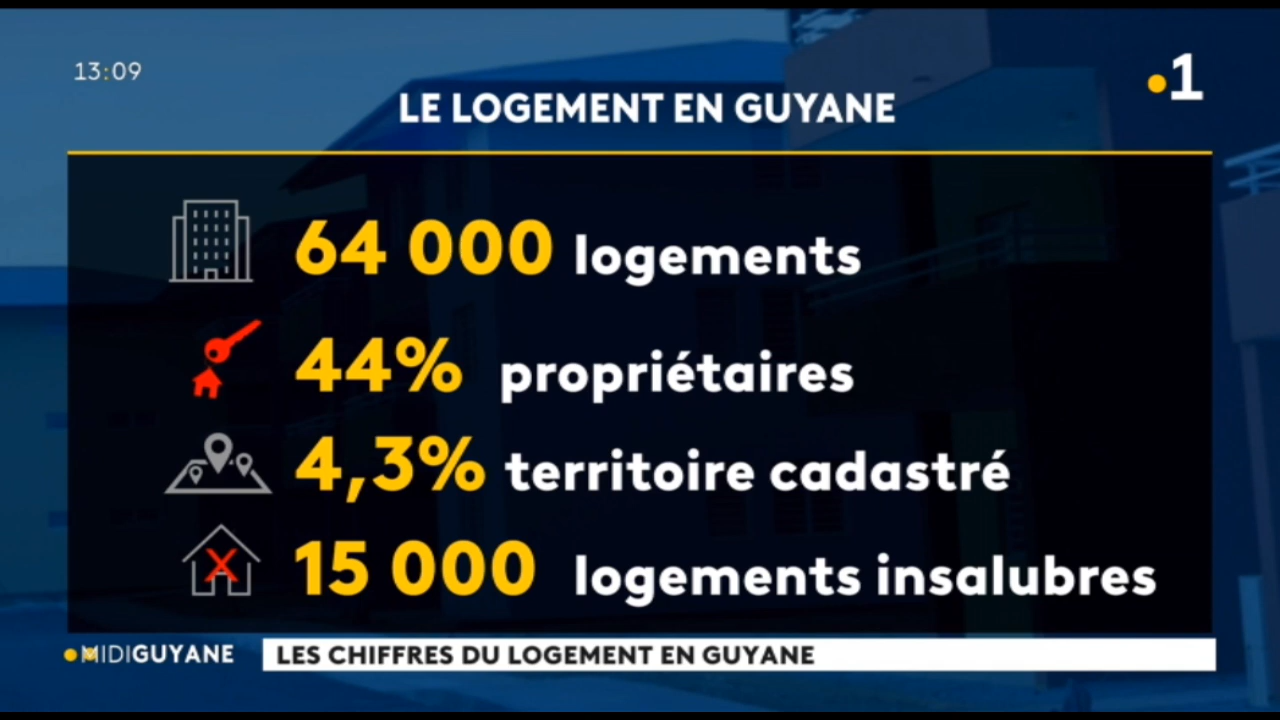 13:09
1
LE LOGEMENT EN GUYANE
64 000 logements
44% propriétaires
4,3% territoire cadastré
15 000 logements insalubres
MIDIGUYANE
LES CHIFFRES DU LOGEMENT EN GUYANE